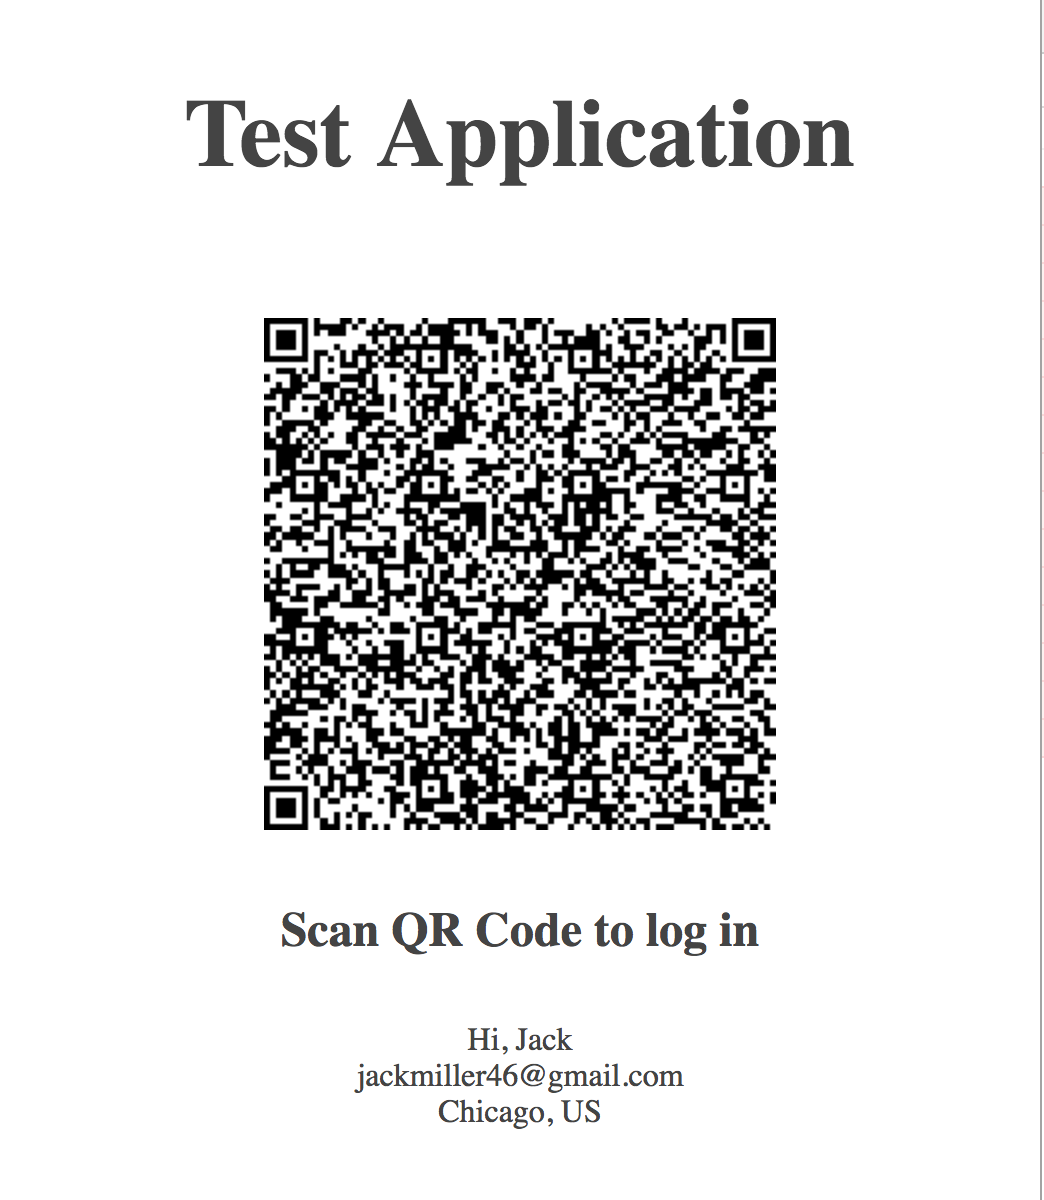 Test Application
Scan QR Code to log in
Hi, Jack
jackmiller46@gmail.com
Chicago, US